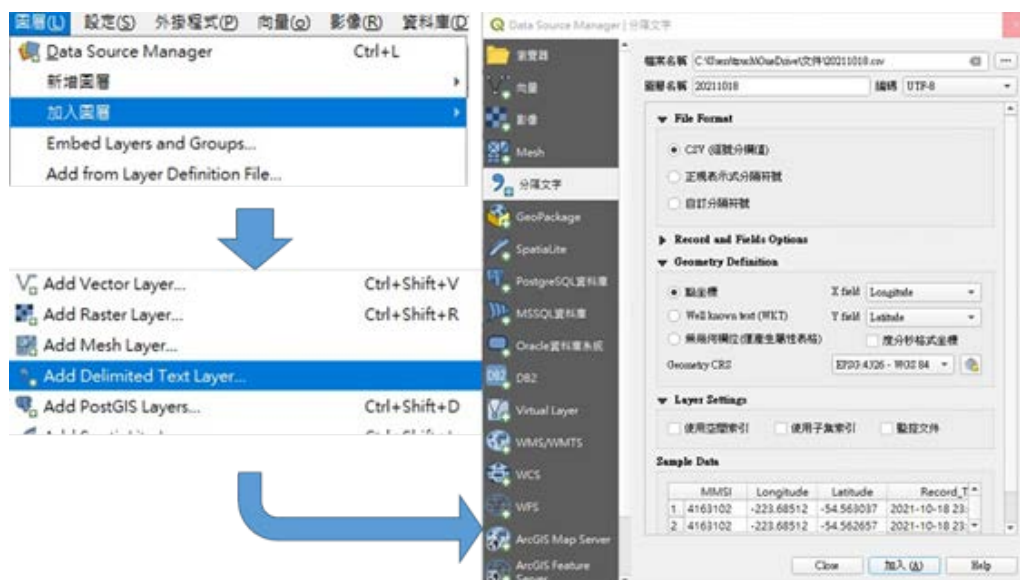 圖層(L) 設定(S) 外掛程式(P) 向量(o) 影像(R) 資料庫(D
Data Source Manager Ctrl+L
新增圖層
加入圖層
Embed Layers and Groups...
Add from Layer Definition File...
Add Vector Layer... Ctrl+Shift+V
Add Raster Layer... Ctrl+Shift+R
Add Mesh Layer...
Add Delimited Text Layer...
Add PostGIS Layers... Ctrl+Shift+D
Data Source Manager | 分隔文字
瀏覽器
向量
影像
Mesh
分隔文字
GeoPackage
SpatiaLite
PostgreSQL資料庫
MSSQL資料庫
Oracle資料庫系統
DB2
Virtual Layer
WMS/WMTS
WCS
WFS
ArcGIS Map Server
ArcGIS Feature
Server
檔案名稱 20211018.csv
圖層名稱 20211018 編碼 UTF-8
File Format
CSV (逗號分欄值)
正規表示式分隔符號
自訂分隔符號
Record and Fields Options
Geometry Definition
點坐標 X field Longitude
Well known text (WKT) Y field Latitude
無幾何欄位(僅產生屬性表格) 度分秒格式坐標
Geometry CRS EPSG:4326 - WGS 84
Layer Settings
使用空間索引 使用子集索引 監控文件
Sample Data
MMSI Longitude Latitude Record_T
1 4163102 -223.68512 -54.563037 2021-10-18 23:
2 4163102 -223.68512 -54.562657 2021-10-18 23:
Close 加入 (A) Help